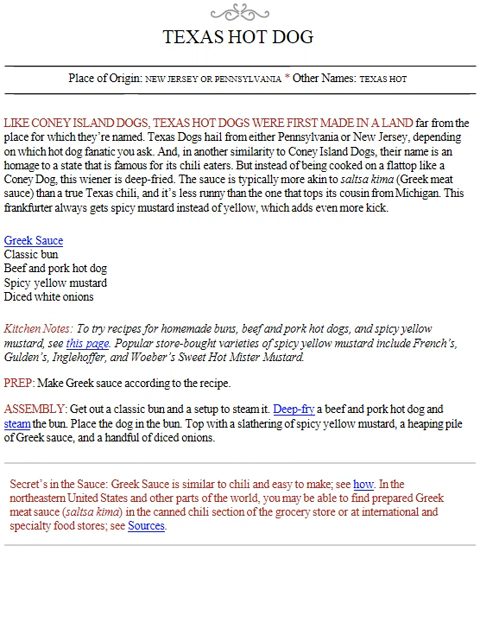 TEXAS HOT DOG
Place of Origin: NEW JERSEY OR PENNSYLVANIA * Other Names: TEXAS HOT
LIKE CONEY ISLAND DOGS, TEXAS HOT DOGS WERE FIRST MADE IN A LAND far from the
place for which they're named. Texas Dogs hail from either Pennsylvania or New Jersey, depending
on which hot dog fanatic you ask. And, in another similarity to Coney Island Dogs, their name is an
homage to a state that is famous for its chili eaters. But instead of being cooked on a flattop like a
Coney Dog, this wiener is deep-fried. The sauce is typically more akin to saltsa kima (Greek meat
sauce) than a true Texas chili, and it's less runny than the one that tops its cousin from Michigan. This
frankfurter always gets spicy mustard instead of yellow, which adds even more kick.
Greek Sauce
Classic bun
Beef and pork hot dog
Spicy yellow mustard
Diced white onions
Kitchen Notes: To try recipes for homemade buns, beef and pork hot dogs, and spicy yellow
mustard, see this page. Popular store-bought varieties of spicy yellow mustard include French's,
Gulden's, Inglehoffer, and Woeber's Sweet Hot Mister Mustard.
PREP: Make Greek sauce according to the recipe.
ASSEMBLY: Get out a classic bun and a setup to steam it. Deep-fry a beef and pork hot dog and
steam the bun. Place the dog in the bun. Top with a slathering of spicy yellow mustard, a heaping pile
of Greek sauce, and a handful of diced onions.
Secret's in the Sauce: Greek Sauce is similar to chili and easy to make; see how. In the
northeastern United States and other parts of the world, you may be able to find prepared Greek
meat sauce (saltsa kima) in the canned chili section of the grocery store or at international and
specialty food stores; see Sources.